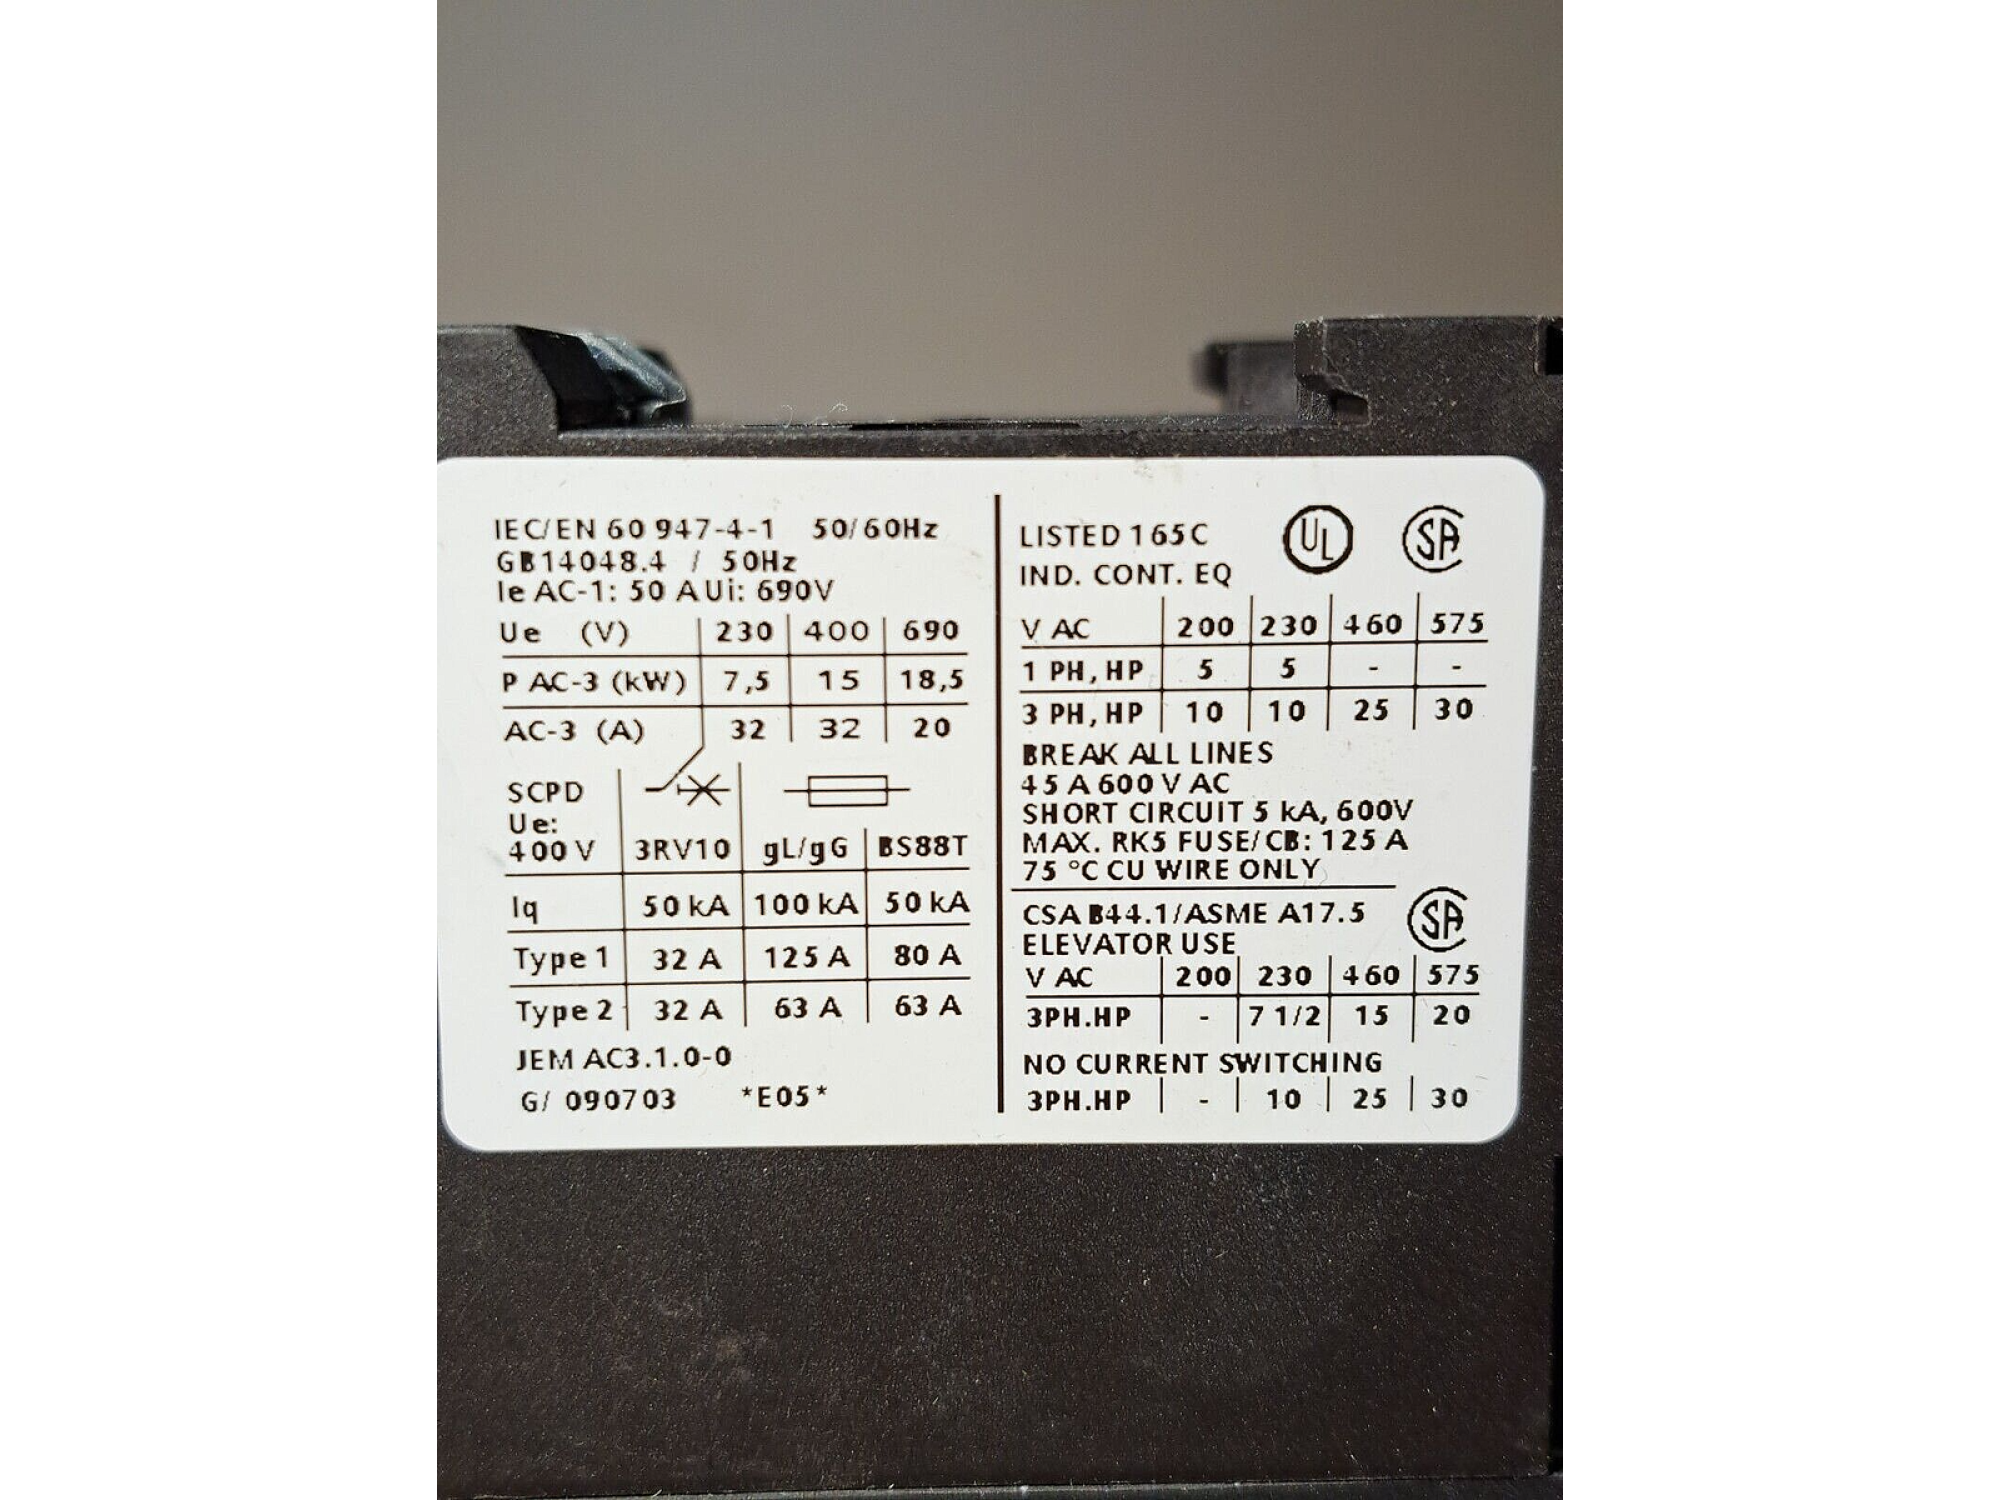 IEC/EN 60 947-4-1 50/60Hz
GB14048.4 / 50Hz
Ie AC-1: 50 A Ui: 690V
Ue (V) 230 400 690
P AC-3 (kW) 7,5 15 18,5
AC-3 (A) 32 32 20
SCPD
Ue:
400 V 3RV10 gL/gG BS88T
Iq 50 kA 100 kA 50 kA
Type 1 32 A 125 A 80 A
Type 2 32 A 63 A 63 A
JEM AC3.1.0-0
G/ 090703 *E05*
LISTED 165C UL SA
IND. CONT. EQ
V AC 200 230 460 575
1 PH, HP 5 5 - -
3 PH, HP 10 10 25 30
BREAK ALL LINES
45 A 600 V AC
SHORT CIRCUIT 5 kA, 600V
MAX. RK5 FUSE/CB: 125 A
75 °C CU WIRE ONLY
CSA B44.1/ASME A17.5 SA
ELEVATOR USE
V AC 200 230 460 575
3PH.HP - 7 1/2 15 20
NO CURRENT SWITCHING
3PH.HP - 10 25 30